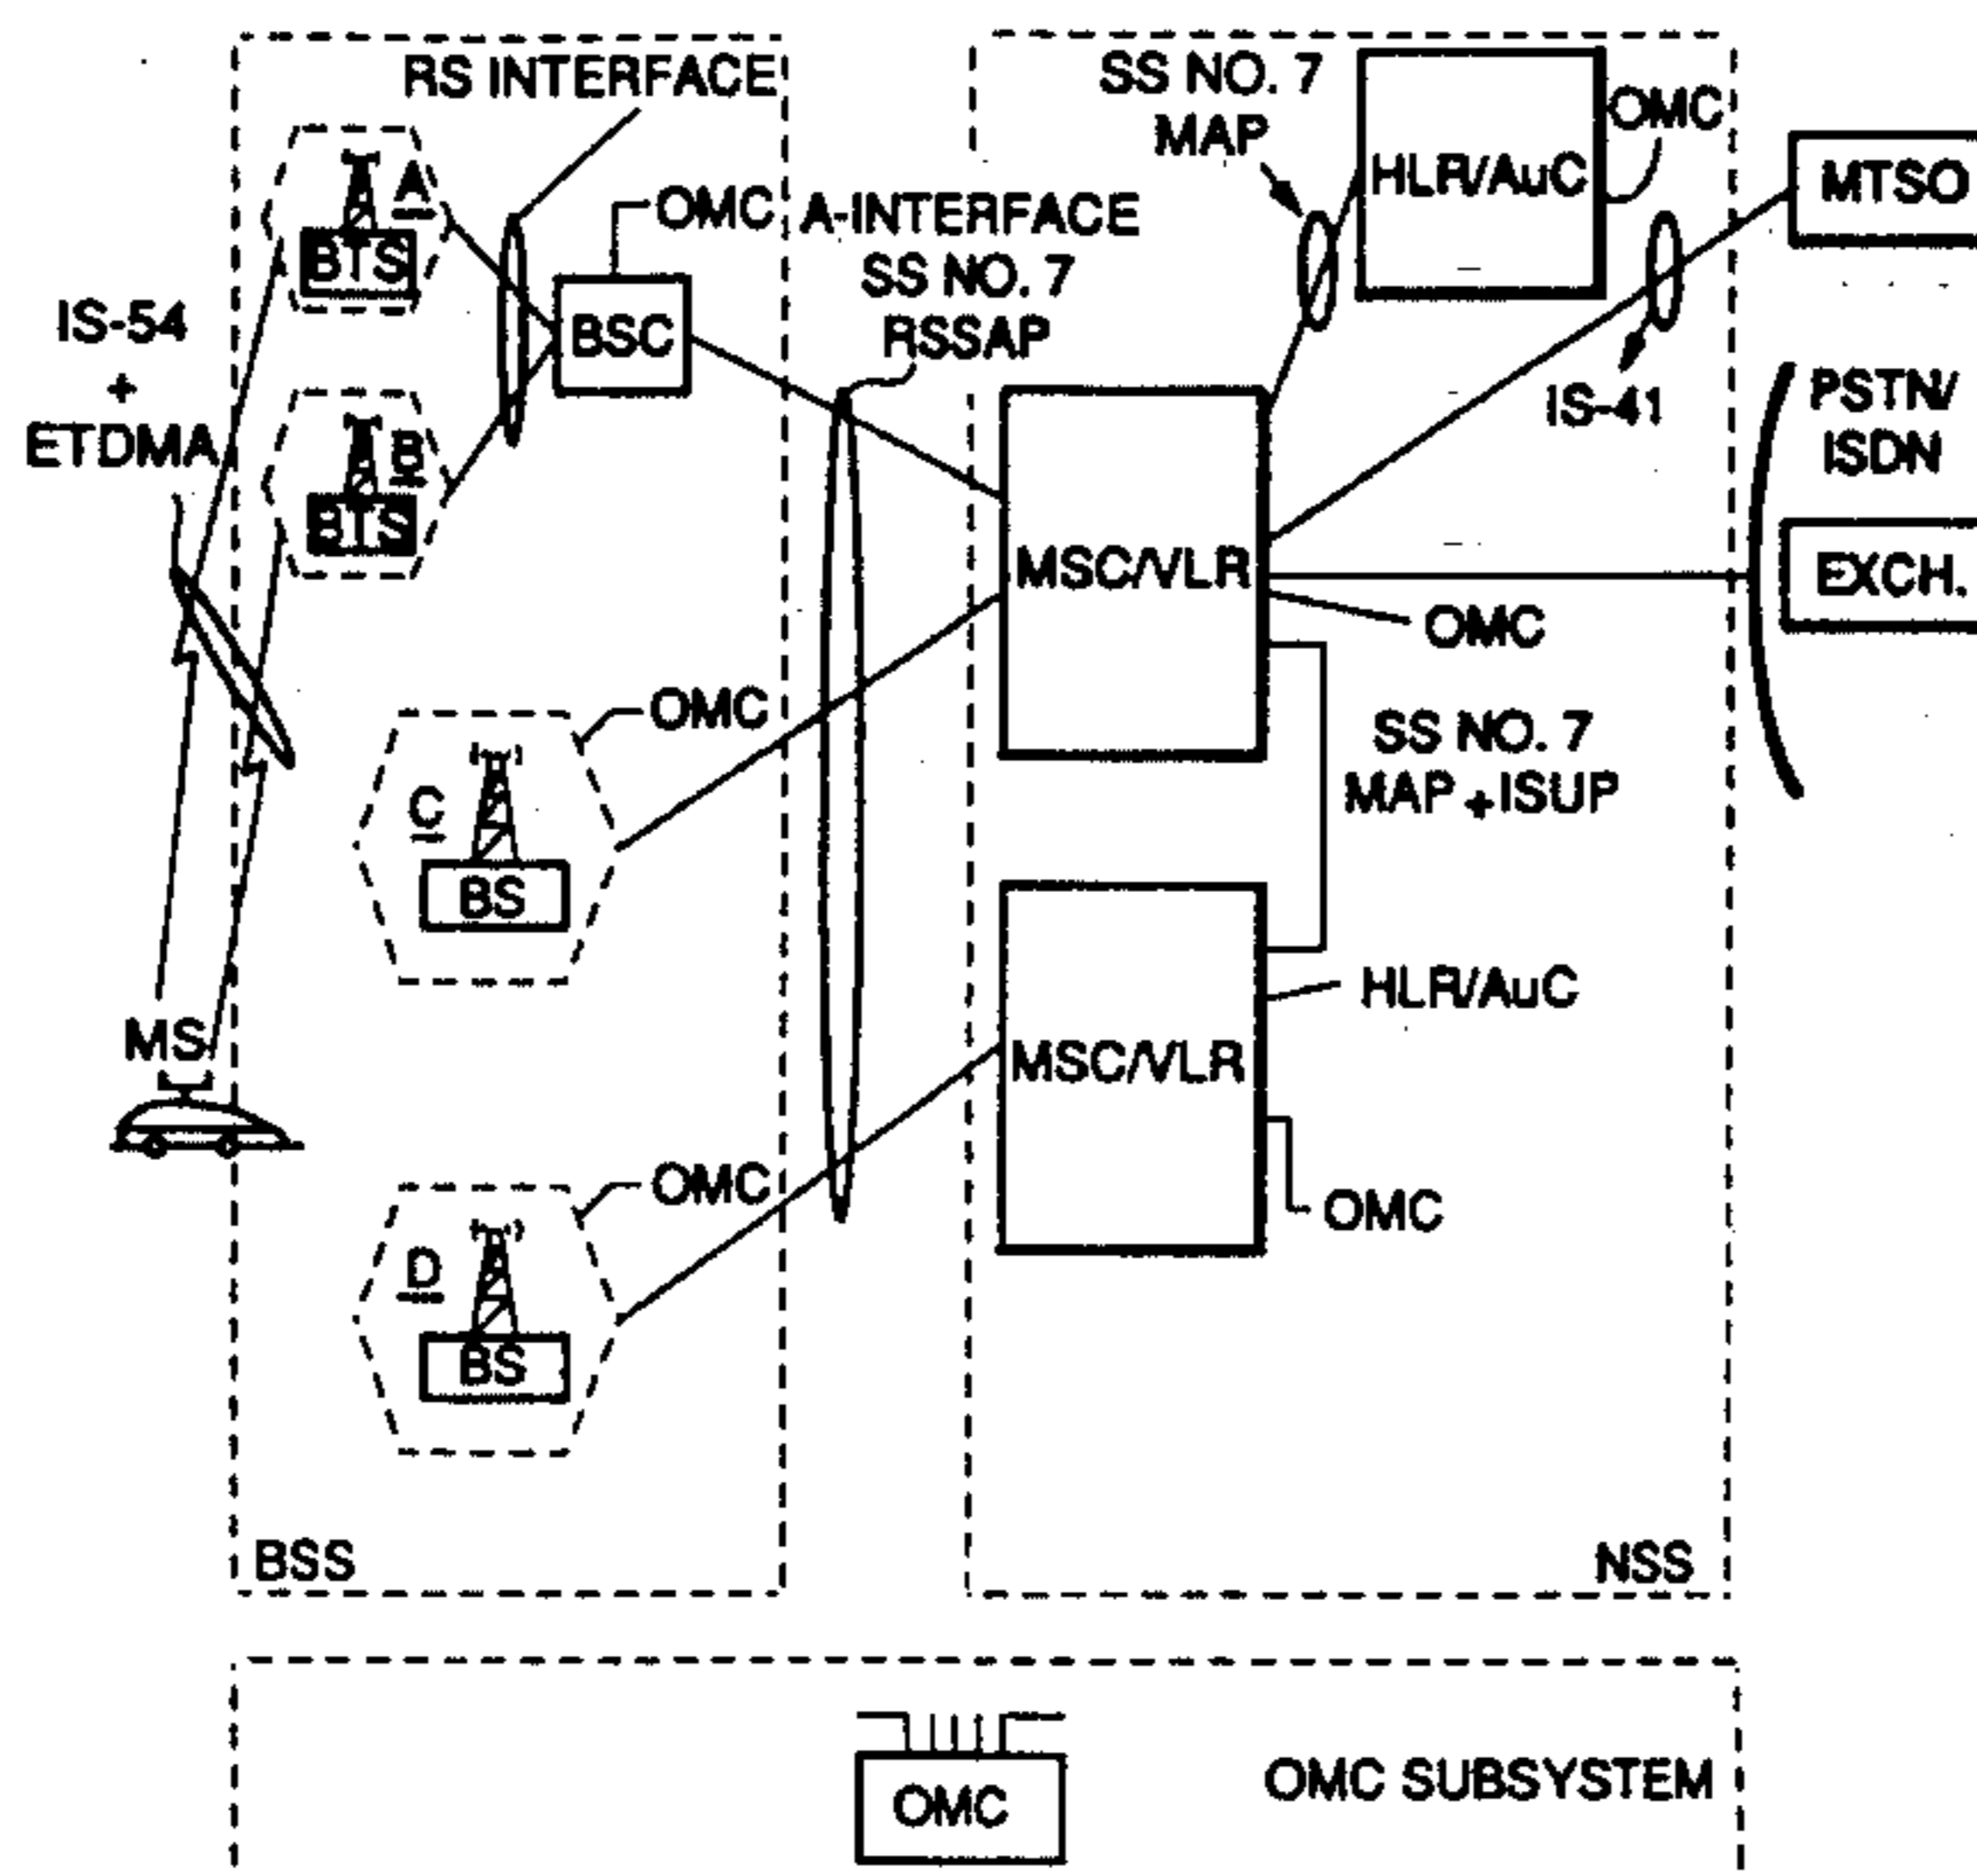 RS INTERFACE
A
BTS
OMC
BSC
IS-54
+
ETDMA
B
BTS
A-INTERFACE
SS NO. 7
RSSAP
SS NO. 7
MAP
HLR/AuC
OMC
MTSO
IS-41
PSTN/
ISDN
EXCH.
MSC/VLR
OMC
SS NO. 7
MAP + ISUP
OMC
C
BS
MS
MSC/VLR
HLR/AuC
OMC
OMC
D
BS
BSS
NSS
OMC
OMC SUBSYSTEM